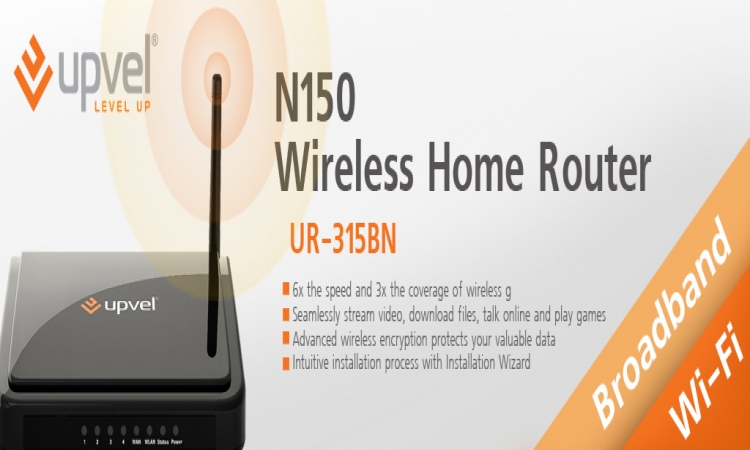 upvel®
LEVEL UP
N150
Wireless Home Router
UR-315BN
6x the speed and 3x the coverage of wireless g
Seamlessly stream video, download files, talk online and play games
Advanced wireless encryption protects your valuable data
Intuitive installation process with Installation Wizard
upvel
1 2 3 4 WAN WLAN Status Power
Broadband
Wi-Fi